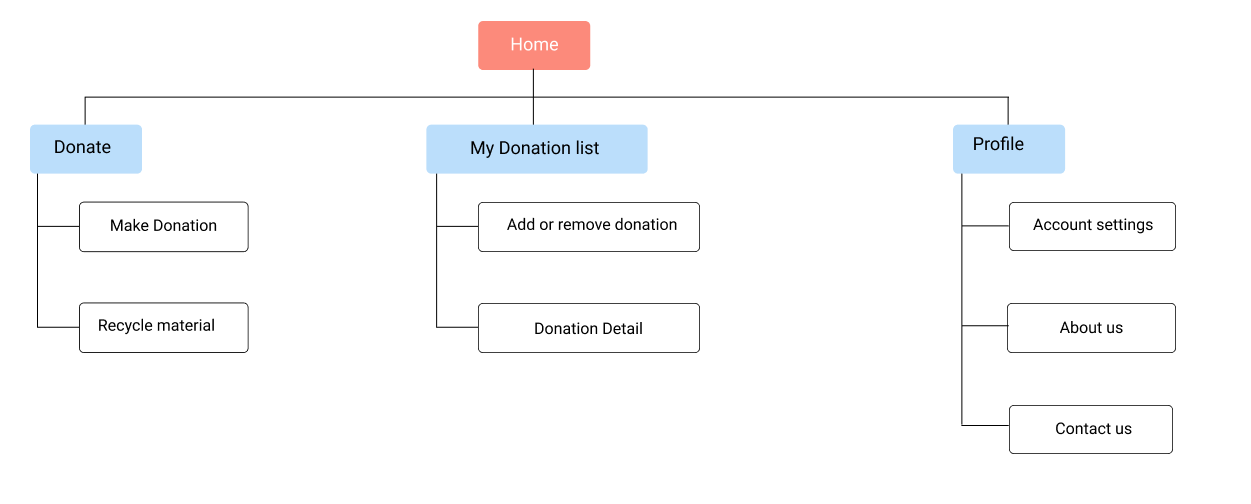 Home
Donate
My Donation list
Profile
Make Donation
Add or remove donation
Account settings
Recycle material
Donation Detail
About us
Contact us